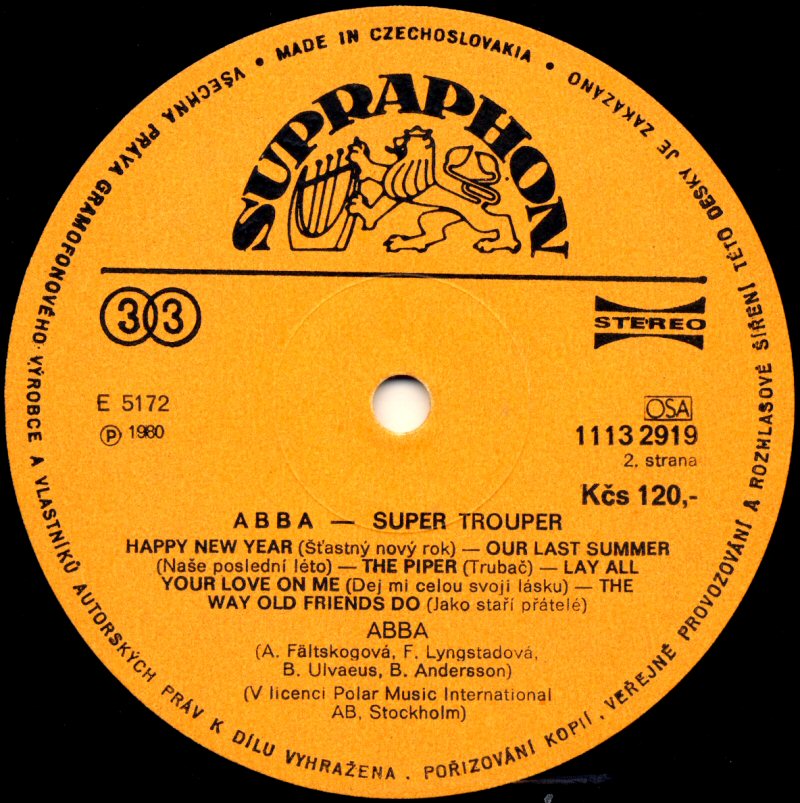 • MADE IN CZECHOSLOVAKIA •
SUPRAPHON
33
STEREO
E 5172
Ⓟ 1980
OSA
1113 2919
2. strana
Kčs 120,-
ABBA — SUPER TROUPER
HAPPY NEW YEAR (Šťastný nový rok) — OUR LAST SUMMER
(Naše poslední léto) — THE PIPER (Trubač) — LAY ALL
YOUR LOVE ON ME (Dej mi celou svoji lásku) — THE
WAY OLD FRIENDS DO (Jako staří přátelé)
ABBA
(A. Fältskogová, F. Lyngstadová,
B. Ulvaeus, B. Andersson)
(V licenci Polar Music International
AB, Stockholm)
VŠECHNA PRÁVA GRAMOFONOVÉHO VÝROBCE A VLASTNÍKŮ AUTORSKÝCH PRÁV K DÍLU VYHRAŽENA . POŘIZOVÁNÍ KOPIÍ , VEŘEJNÉ PROVOZOVÁNÍ A ROZHLASOVÉ ŠÍŘENÍ TÉTO DESKY JE ZAKÁZÁNO